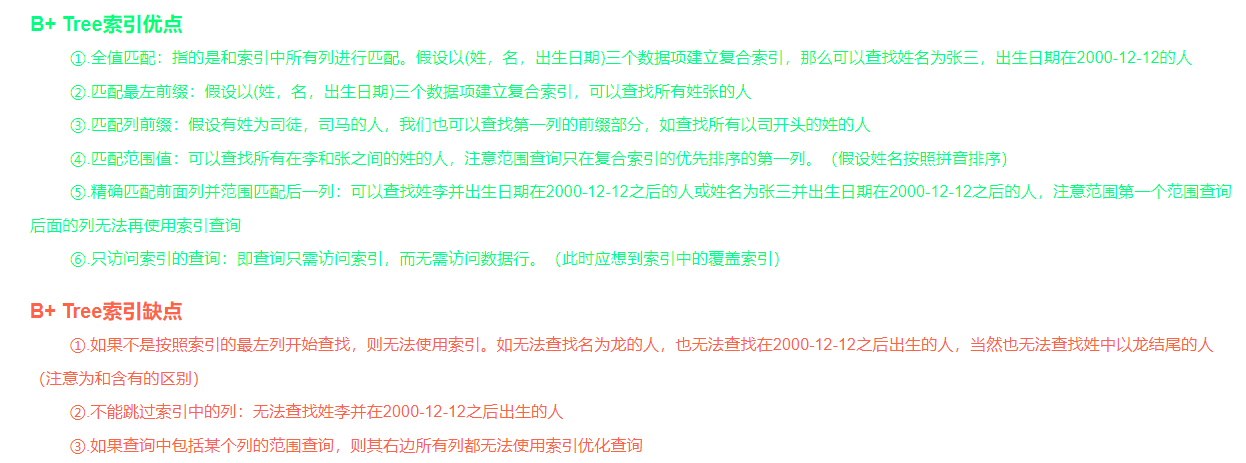 B+ Tree索引优点
①.全值匹配：指的是和索引中所有列进行匹配。假设以(姓，名，出生日期)三个数据项建立复合索引，那么可以查找姓名为张三，出生日期在2000-12-12的人
②.匹配最左前缀：假设以(姓，名，出生日期)三个数据项建立复合索引，可以查找所有姓张的人
③.匹配列前缀：假设有姓为司徒，司马的人，我们也可以查找第一列的前缀部分，如查找所有以司开头的姓的人
④.匹配范围值：可以查找所有在李和张之间的姓的人，注意范围查询只在复合索引的优先排序的第一列。（假设姓名按照拼音排序）
⑤.精确匹配前面列并范围匹配后一列：可以查找姓李并出生日期在2000-12-12之后的人或姓名为张三并出生日期在2000-12-12之后的人，注意范围第一个范围查询
后面的列无法再使用索引查询
⑥.只访问索引的查询：即查询只需访问索引，而无需访问数据行。（此时应想到索引中的覆盖索引）
B+ Tree索引缺点
①.如果不是按照索引的最左列开始查找，则无法使用索引。如无法查找名为龙的人，也无法查找在2000-12-12之后出生的人，当然也无法查找姓中以龙结尾的人
（注意为和含有的区别）
②.不能跳过索引中的列：无法查找姓李并在2000-12-12之后出生的人
③.如果查询中包括某个列的范围查询，则其右边所有列都无法使用索引优化查询